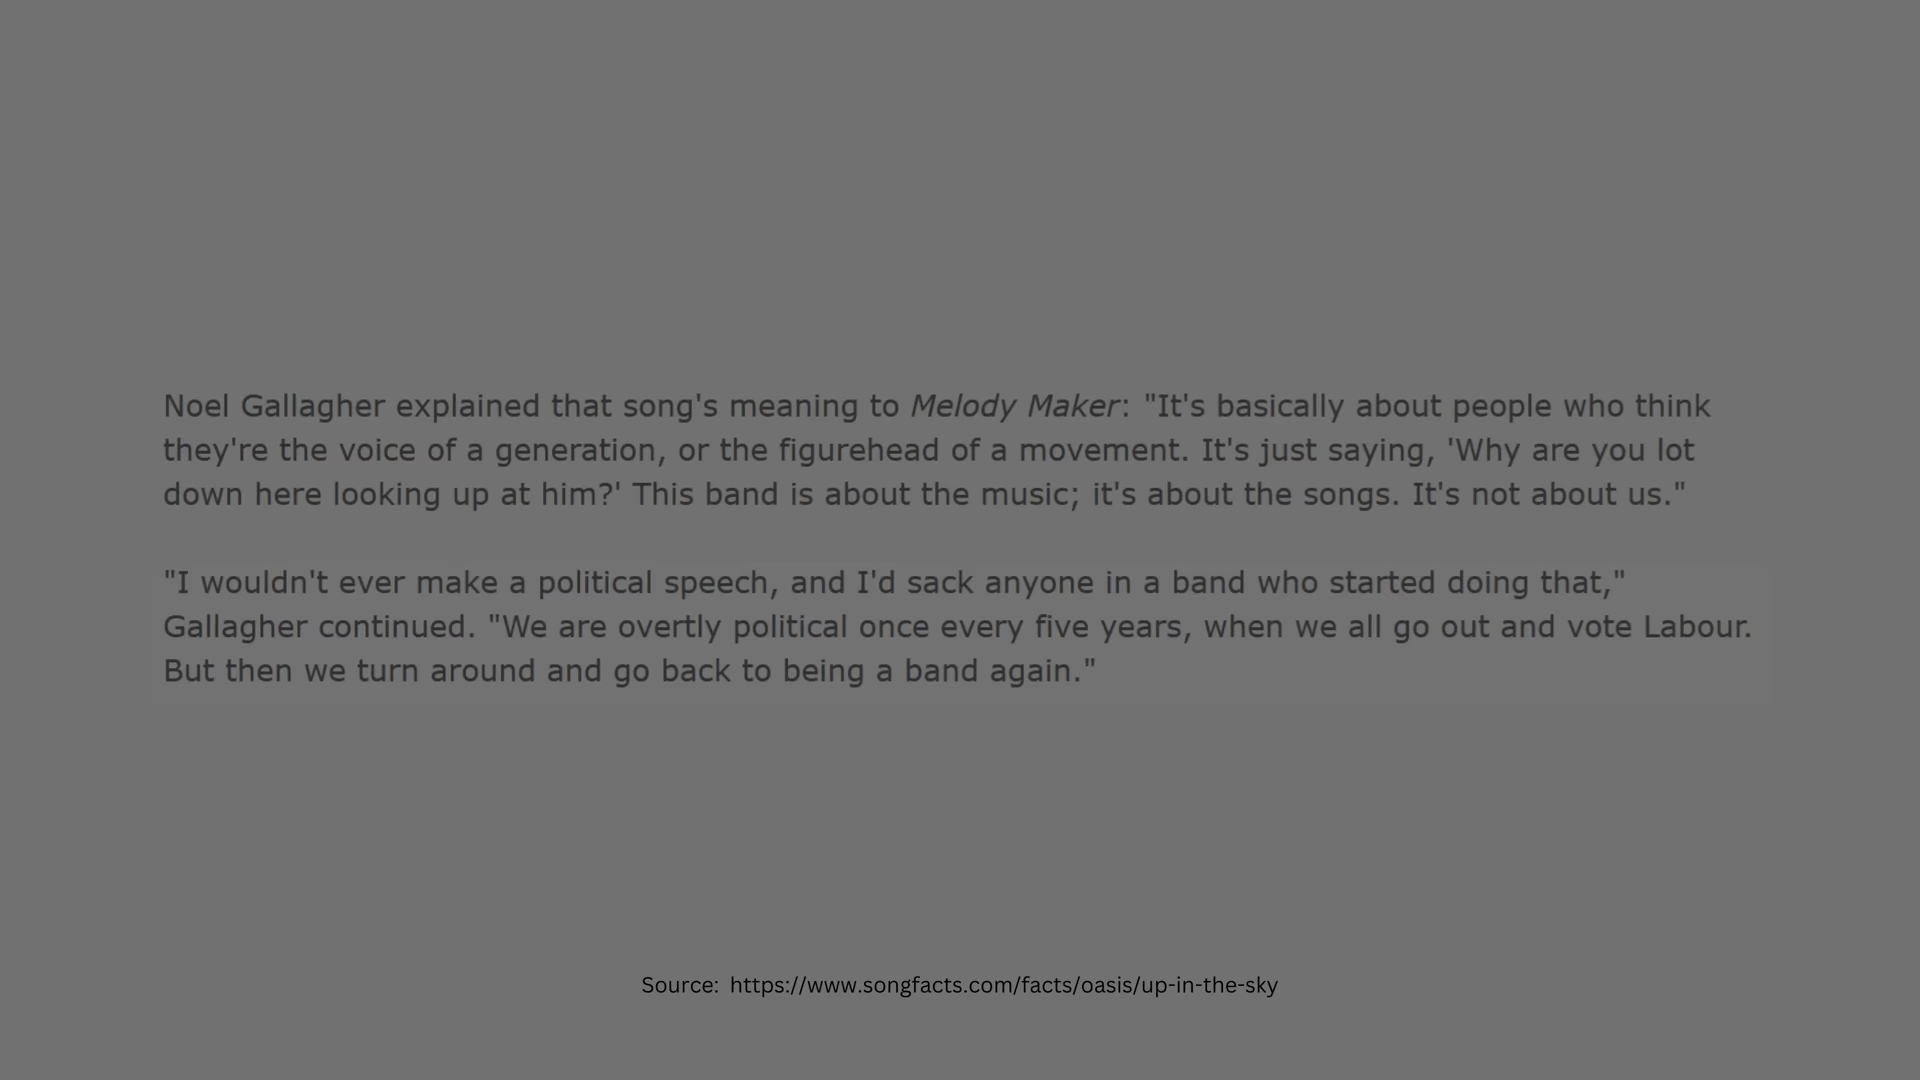 Noel Gallagher explained that song's meaning to Melody Maker: "It's basically about people who think
they're the voice of a generation, or the figurehead of a movement. It's just saying, 'Why are you lot
down here looking up at him?' This band is about the music; it's about the songs. It's not about us."
"I wouldn't ever make a political speech, and I'd sack anyone in a band who started doing that,"
Gallagher continued. "We are overtly political once every five years, when we all go out and vote Labour.
But then we turn around and go back to being a band again."
Source: https://www.songfacts.com/facts/oasis/up-in-the-sky